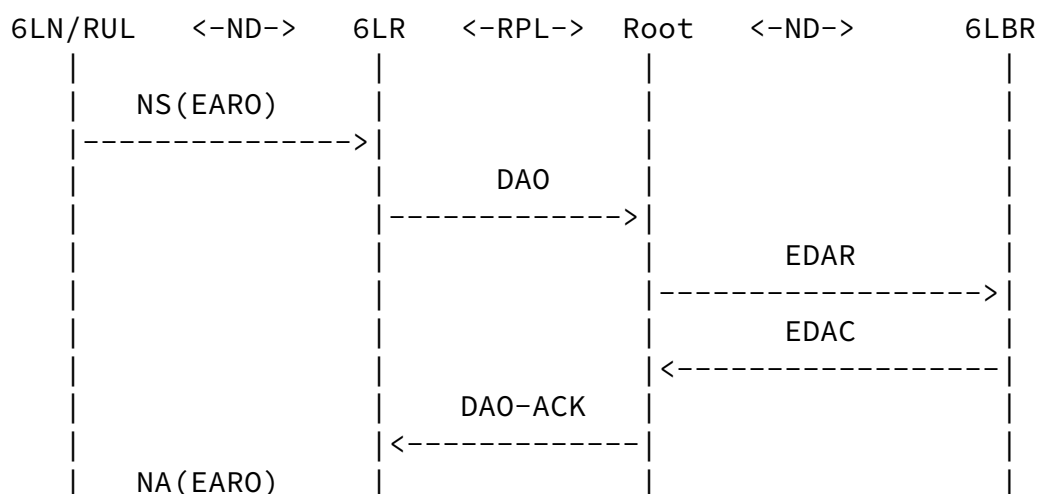 6LN/RUL <-ND-> 6LR <-RPL-> Root <-ND-> 6LBR
NS(EARO)
DAO
EDAR
EDAC
DAO-ACK
NA(EARO)